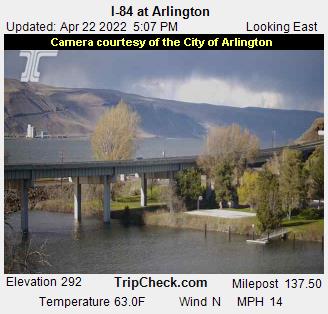 I-84 at Arlington
Updated: Apr 22 2022 5:07 PM Looking East
Camera courtesy of the City of Arlington
Elevation 292 TripCheck.com Milepost 137.50
Temperature 63.0F Wind N MPH 14